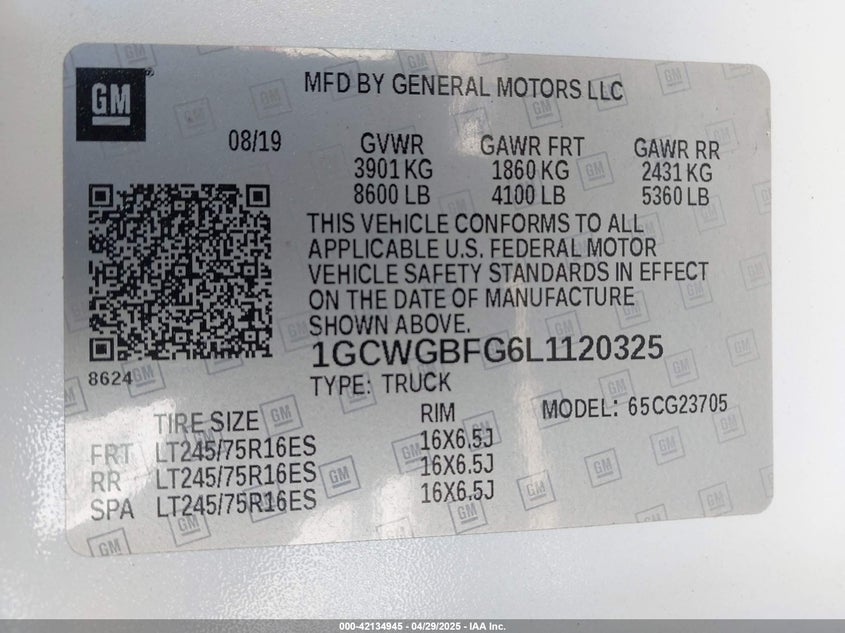 GM
MFD BY GENERAL MOTORS LLC
08/19 GVWR GAWR FRT GAWR RR
3901 KG 1860 KG 2431 KG
8600 LB 4100 LB 5360 LB
THIS VEHICLE CONFORMS TO ALL
APPLICABLE U.S. FEDERAL MOTOR
VEHICLE SAFETY STANDARDS IN EFFECT
ON THE DATE OF MANUFACTURE
SHOWN ABOVE.
1GCWGBFG6L1120325
8624
TYPE: TRUCK
TIRE SIZE RIM MODEL: 65CG23705
FRT LT245/75R16ES 16X6.5J
RR LT245/75R16ES 16X6.5J
SPA LT245/75R16ES 16X6.5J
000-42134945 - 04/29/2025 - IAA Inc.